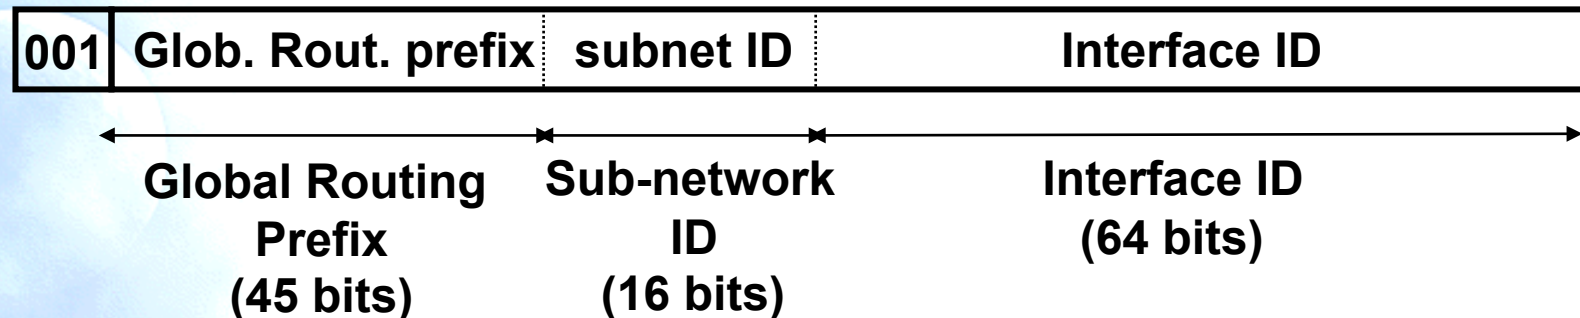 001 Glob. Rout. prefix subnet ID Interface ID
Global Routing
Prefix
(45 bits)
Sub-network
ID
(16 bits)
Interface ID
(64 bits)